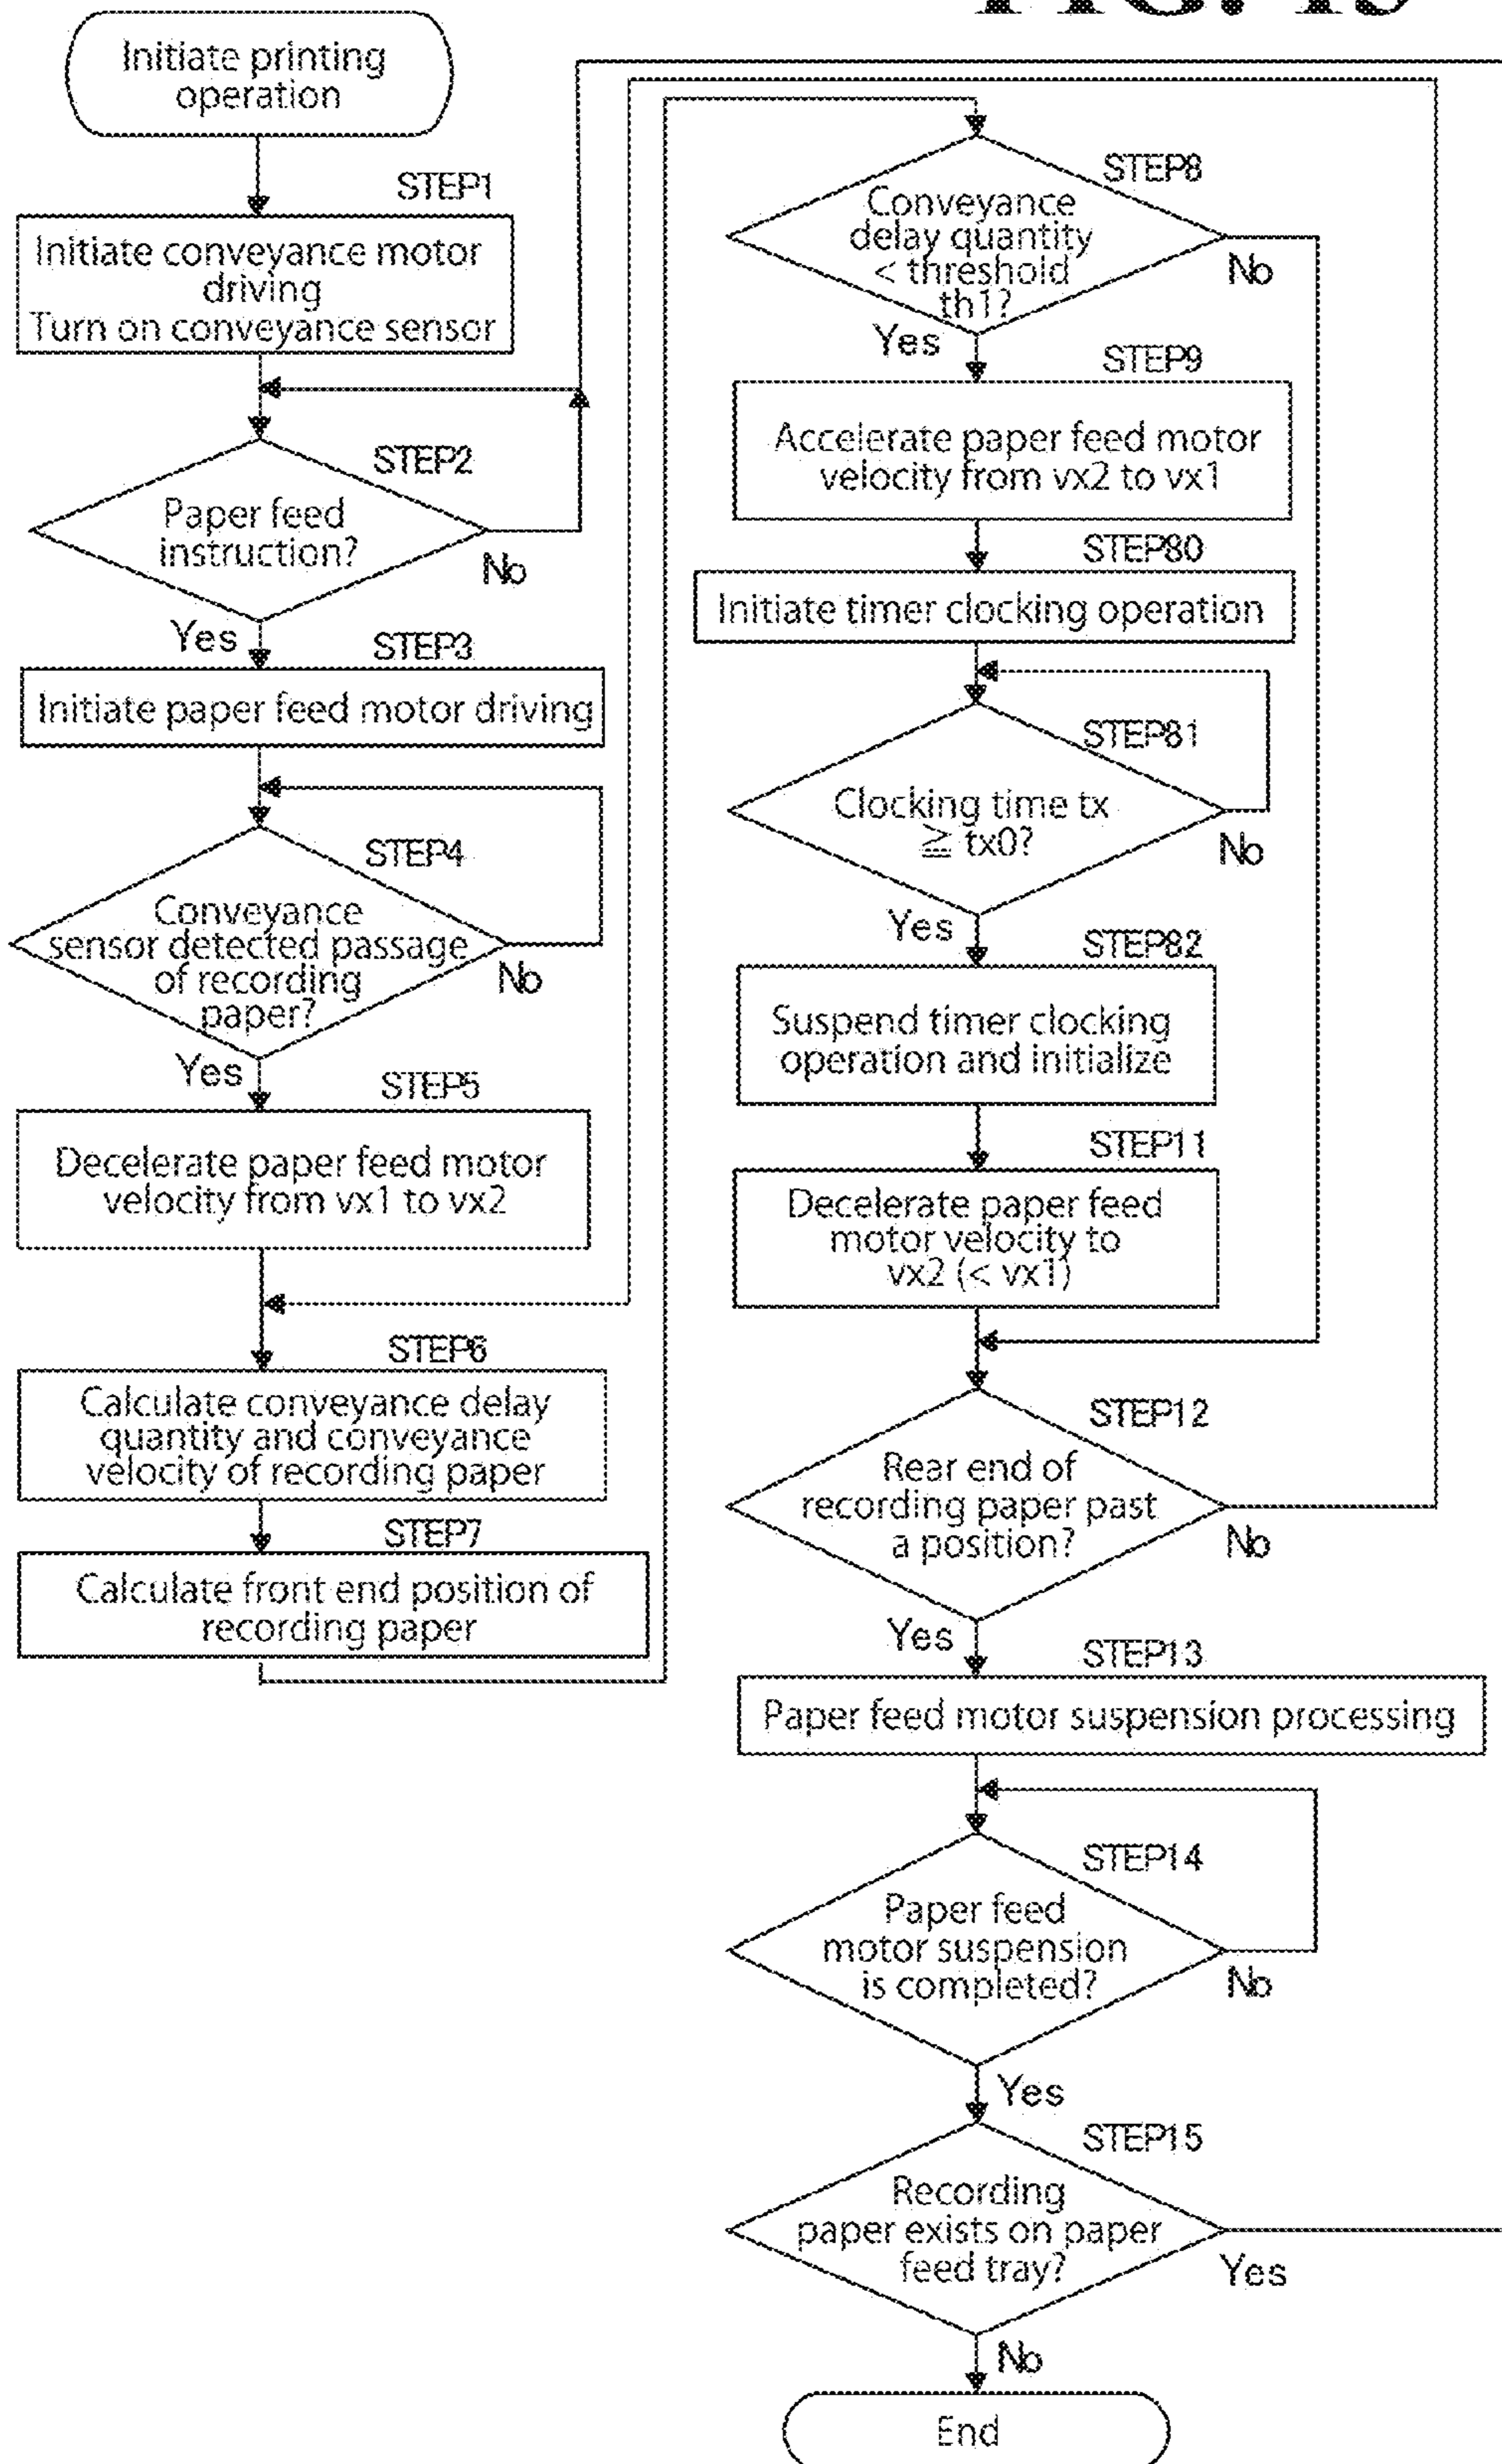 Initiate printing
operation
STEP1
Initiate conveyance motor
driving
Turn on conveyance sensor
STEP2
Paper feed
instruction?
No
Yes
STEP3
Initiate paper feed motor driving
STEP4
Conveyance
sensor detected passage
of recording
paper?
No
Yes
STEP5
Decelerate paper feed motor
velocity from vx1 to vx2
STEP6
Calculate conveyance delay
quantity and conveyance
velocity of recording paper
STEP7
Calculate front end position of
recording paper
STEP8
Conveyance
delay quantity
< threshold
th1?
No
Yes
STEP9
Accelerate paper feed motor
velocity from vx2 to vx1
STEP80
Initiate timer clocking operation
STEP81
Clocking time tx
≧ tx0?
No
Yes
STEP82
Suspend timer clocking
operation and initialize
STEP11
Decelerate paper feed
motor velocity to
vx2 (< vx1)
STEP12
Rear end of
recording paper past
a position?
No
Yes
STEP13
Paper feed motor suspension processing
STEP14
Paper feed
motor suspension
is completed?
No
Yes
STEP15
Recording
paper exists on paper
feed tray?
Yes
No
End